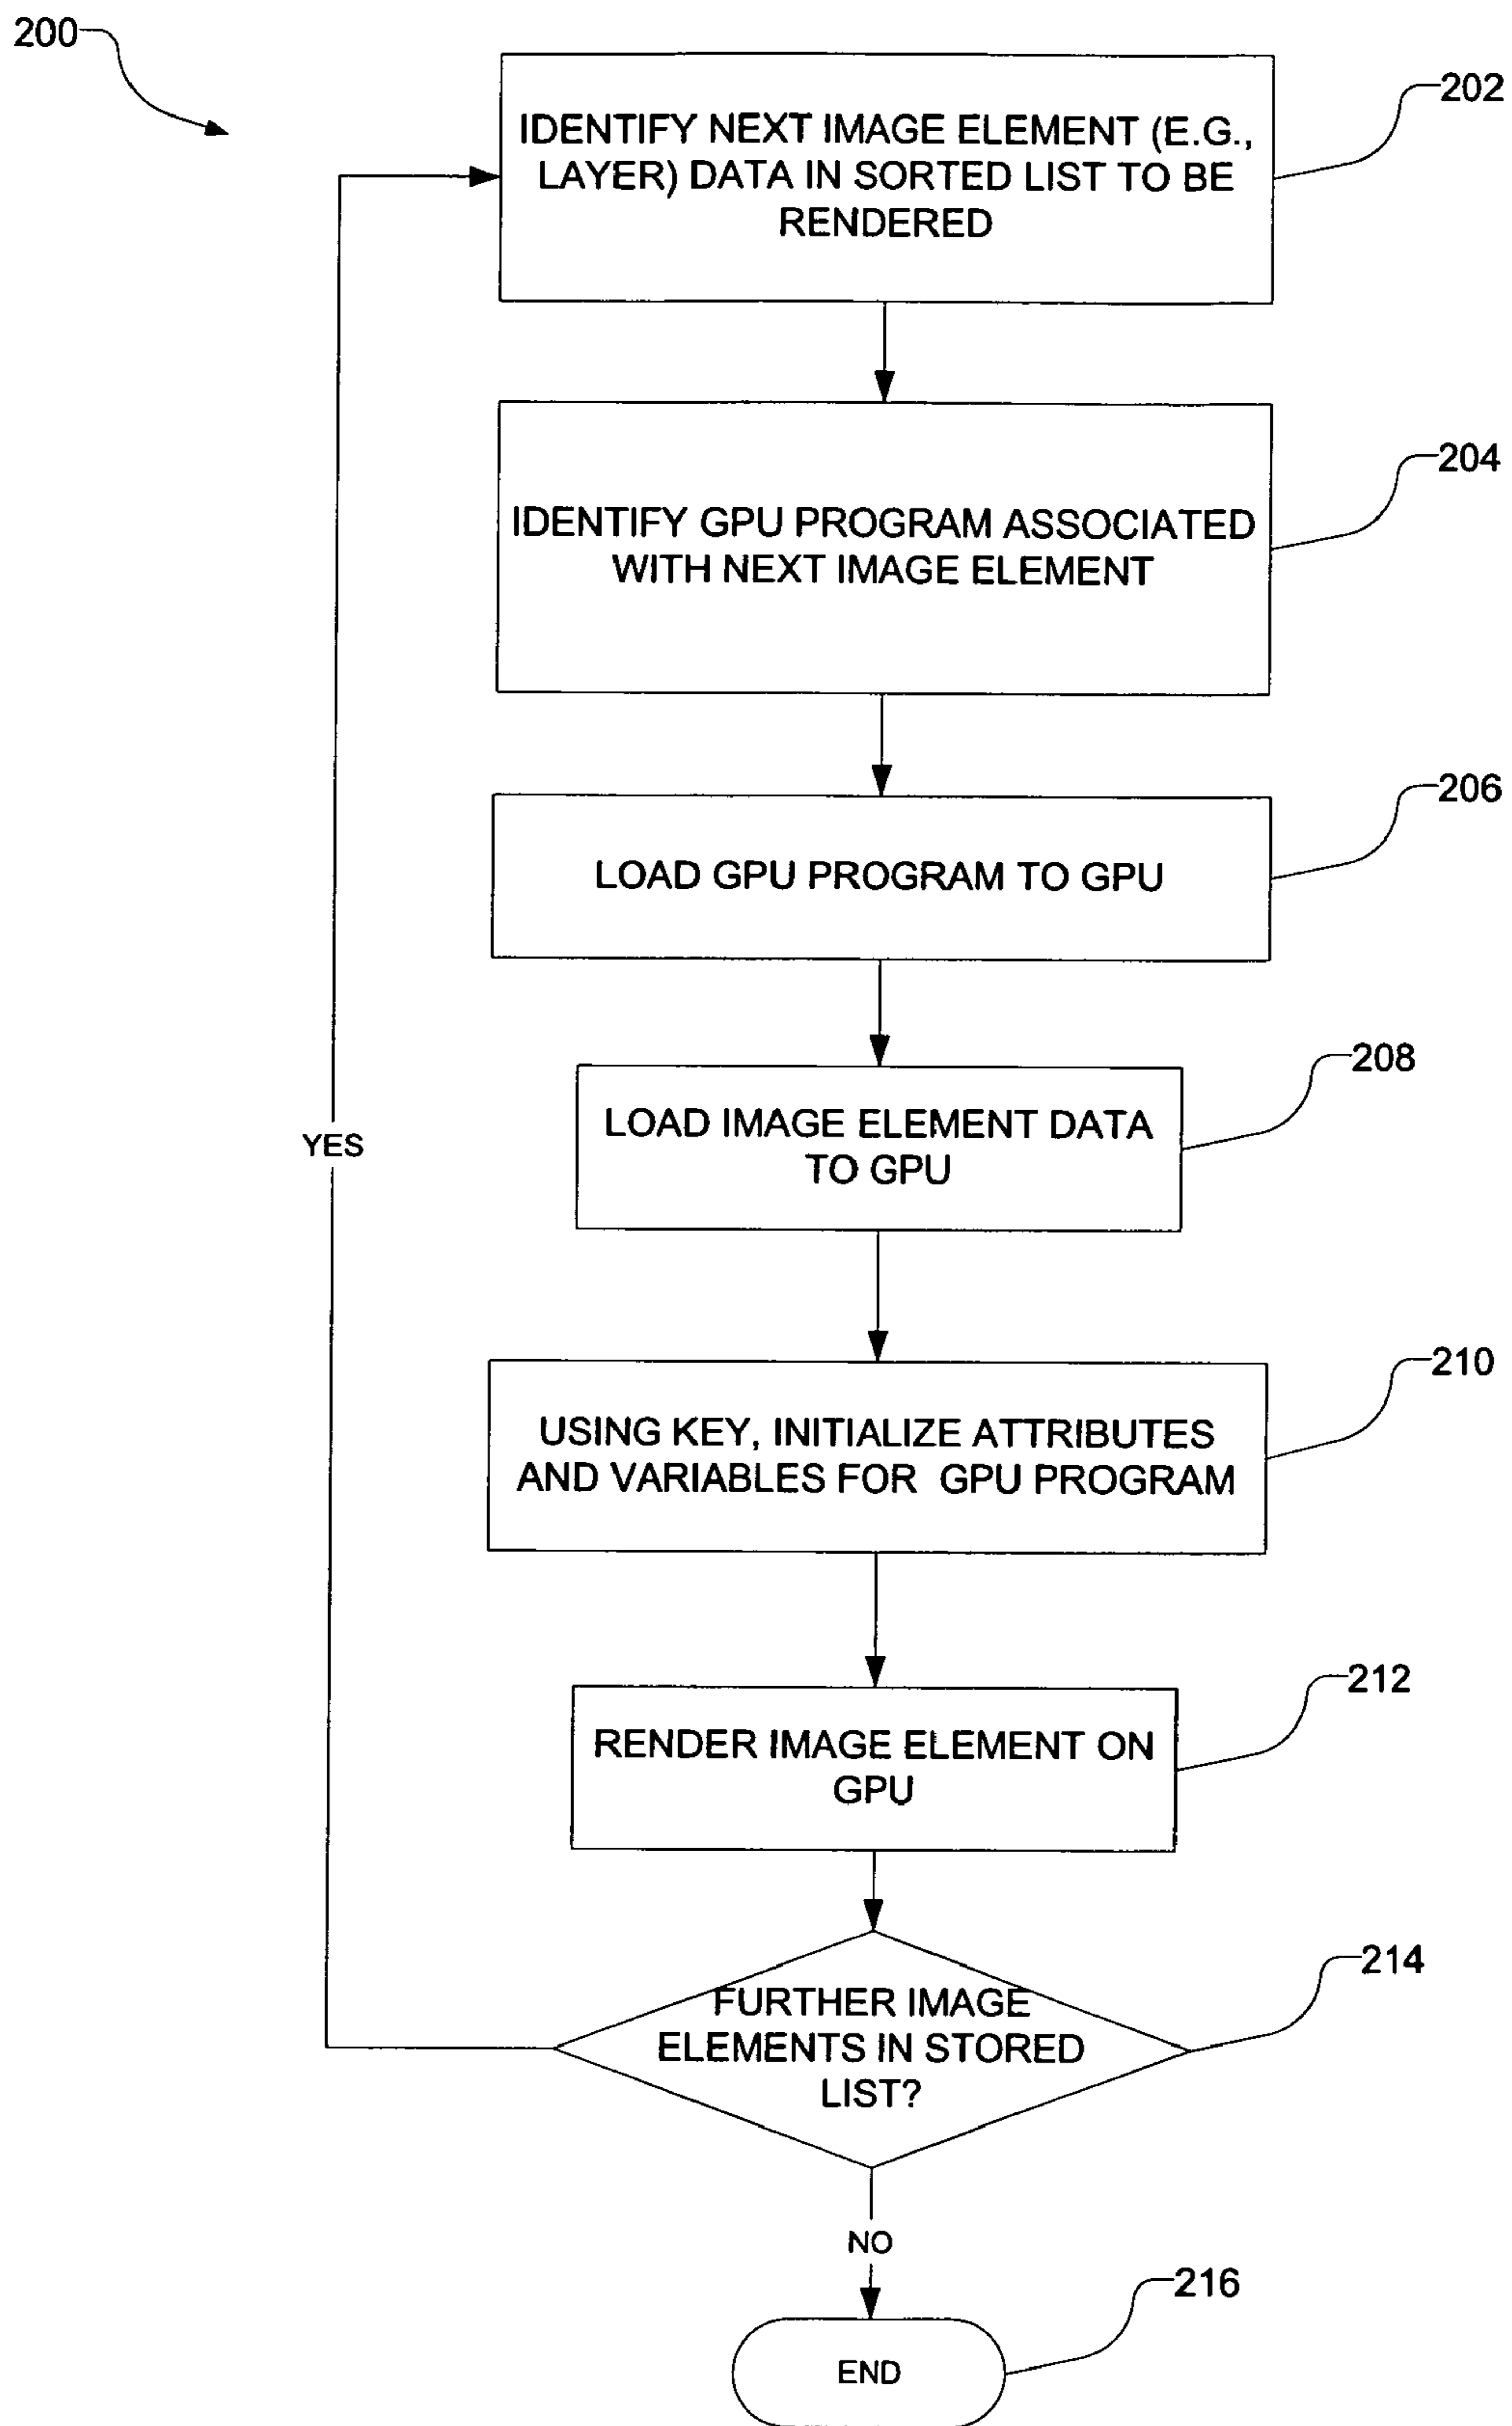 200
202
IDENTIFY NEXT IMAGE ELEMENT (E.G.,
LAYER) DATA IN SORTED LIST TO BE
RENDERED
204
IDENTIFY GPU PROGRAM ASSOCIATED
WITH NEXT IMAGE ELEMENT
206
LOAD GPU PROGRAM TO GPU
208
LOAD IMAGE ELEMENT DATA
TO GPU
YES
210
USING KEY, INITIALIZE ATTRIBUTES
AND VARIABLES FOR GPU PROGRAM
212
RENDER IMAGE ELEMENT ON
GPU
214
FURTHER IMAGE
ELEMENTS IN STORED
LIST?
NO
216
END